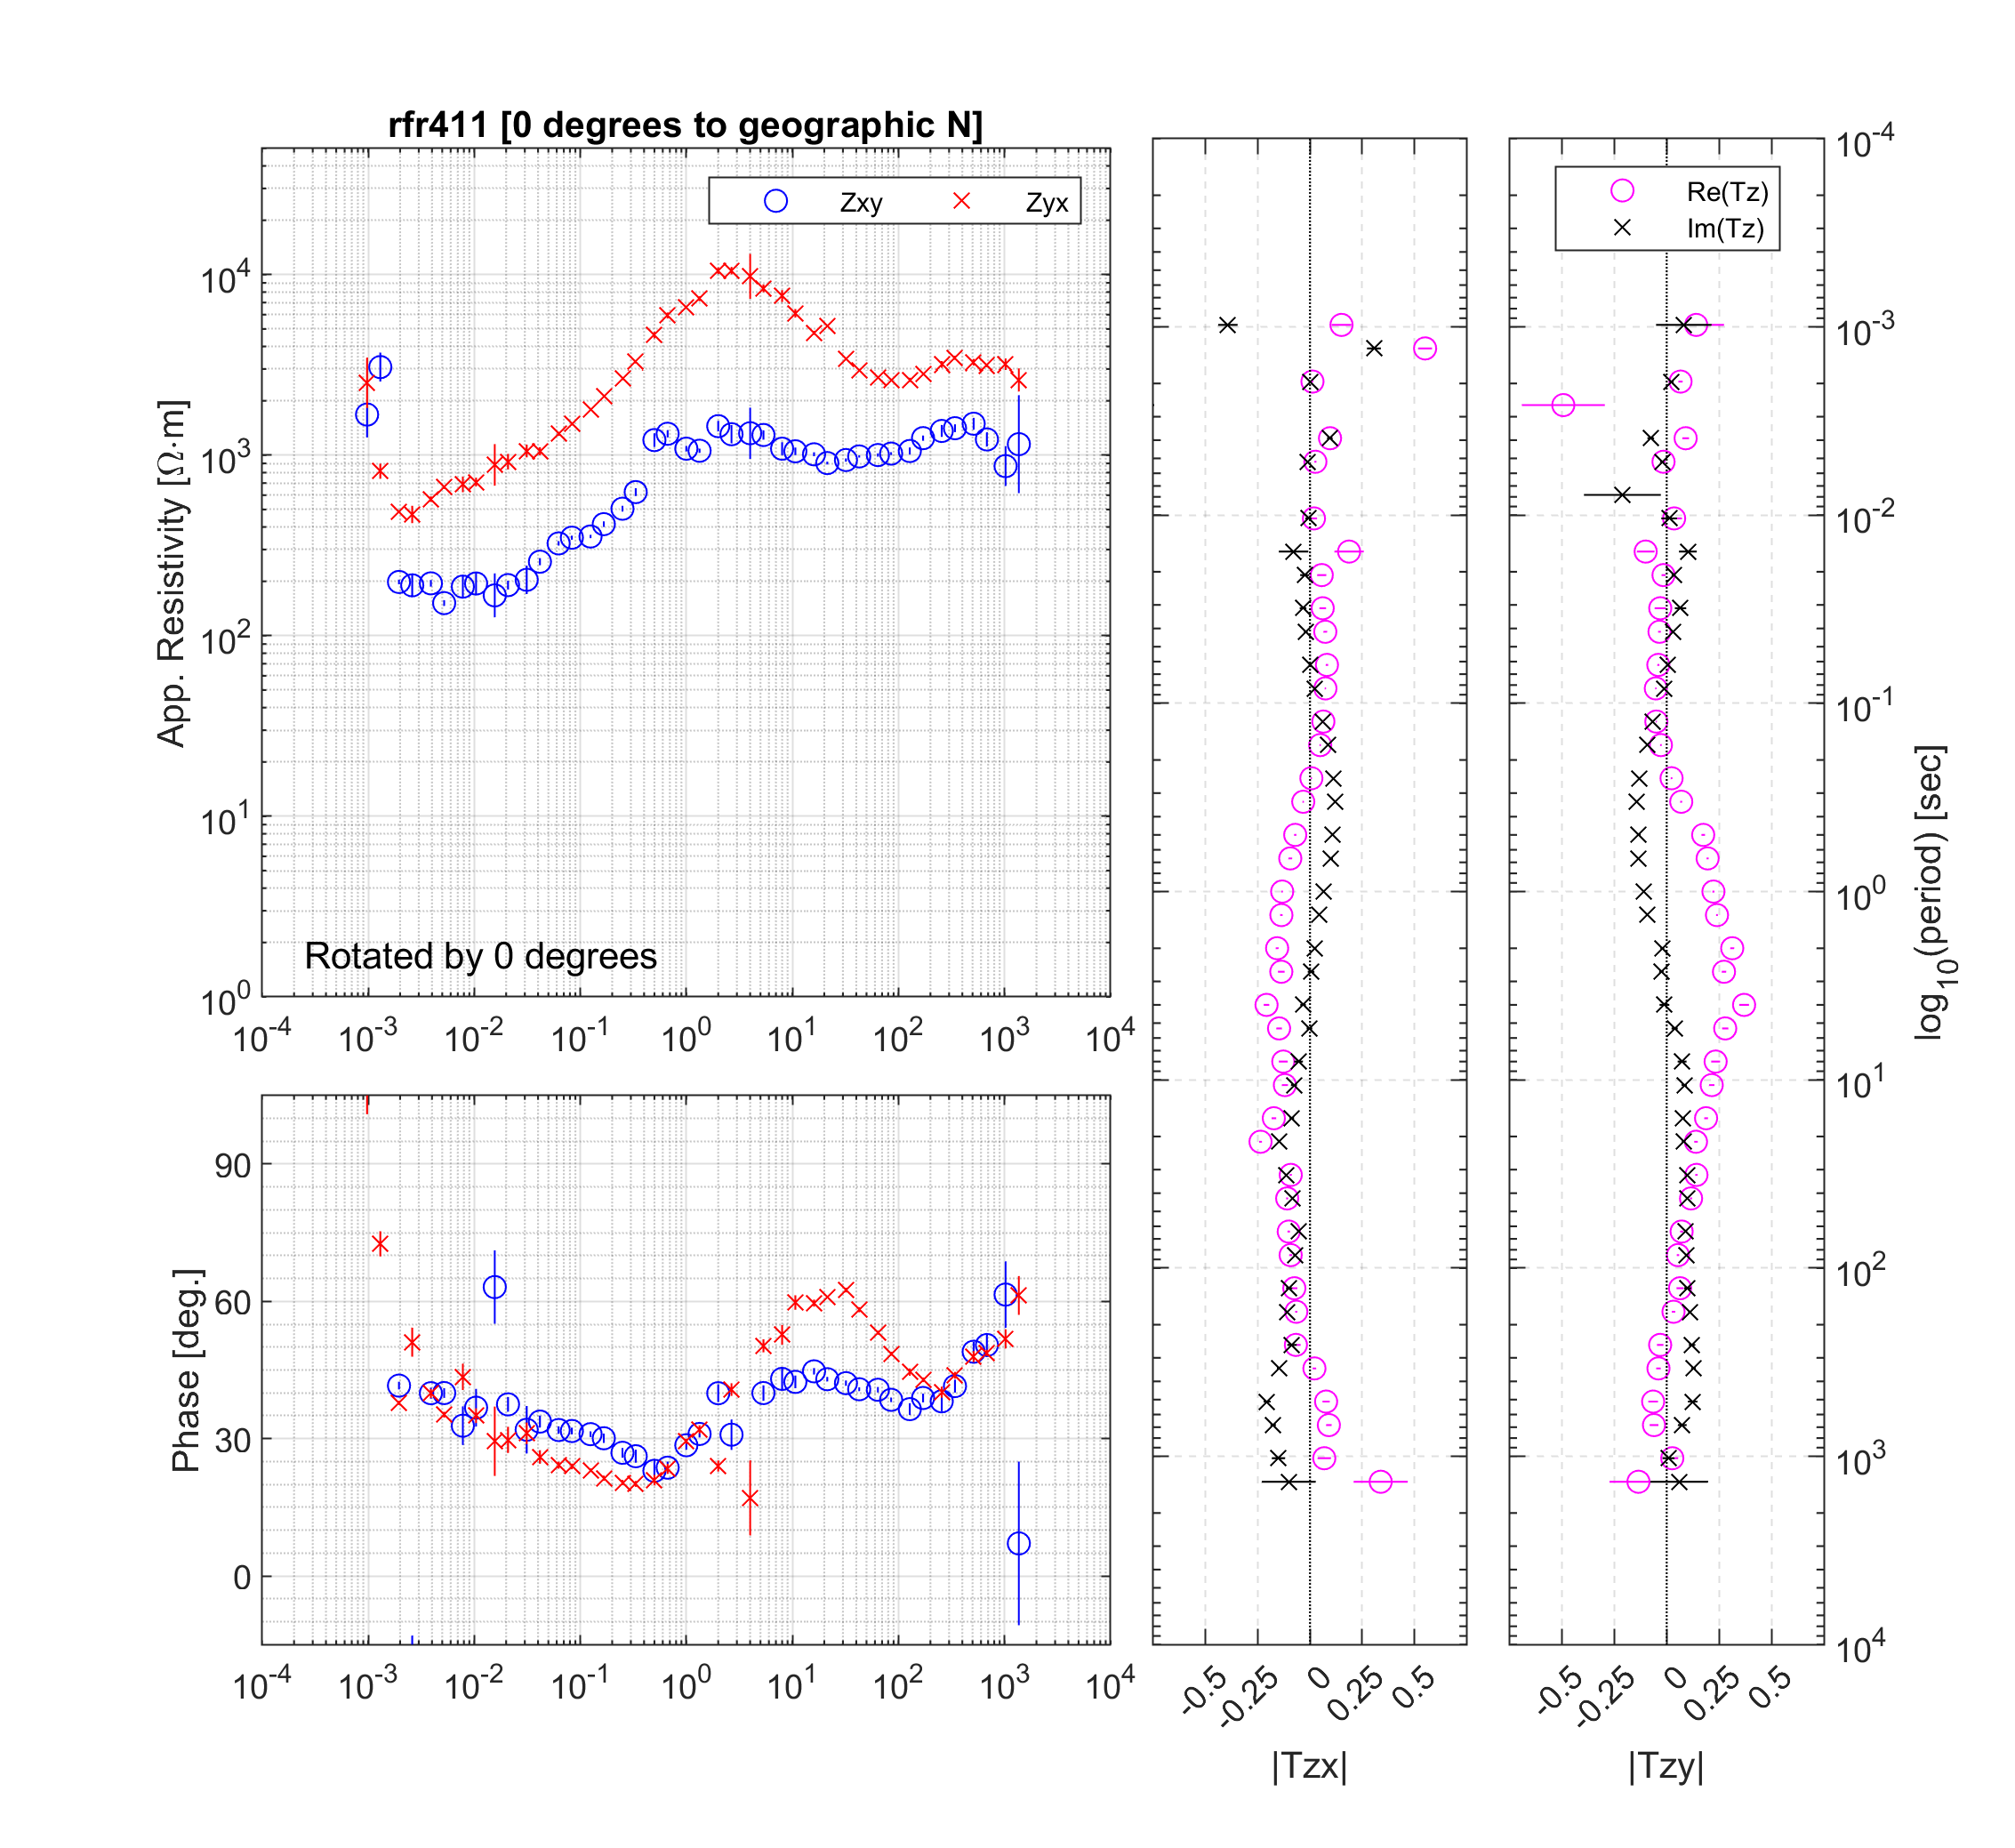 rfr411 [0 degrees to geographic N]
Zxy Zyx
App. Resistivity [Ω·m]
10^4
10^3
10^2
10^1
10^0
Rotated by 0 degrees
10^-4 10^-3 10^-2 10^-1 10^0 10^1 10^2 10^3 10^4
Phase [deg.]
90
60
30
0
10^-4 10^-3 10^-2 10^-1 10^0 10^1 10^2 10^3 10^4
-0.5 -0.25 0 0.25 0.5
|Tzx|
Re(Tz)
Im(Tz)
-0.5 -0.25 0 0.25 0.5
|Tzy|
10^-4
10^-3
10^-2
10^-1
10^0
10^1
10^2
10^3
10^4
log_10(period) [sec]